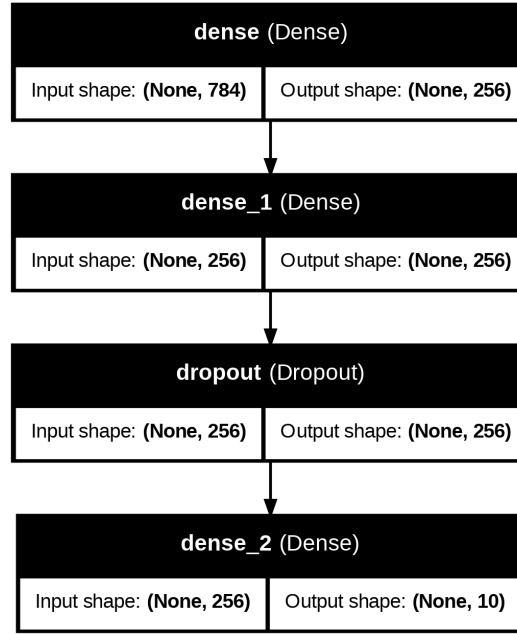 dense (Dense)
Input shape: (None, 784) Output shape: (None, 256)
dense_1 (Dense)
Input shape: (None, 256) Output shape: (None, 256)
dropout (Dropout)
Input shape: (None, 256) Output shape: (None, 256)
dense_2 (Dense)
Input shape: (None, 256) Output shape: (None, 10)